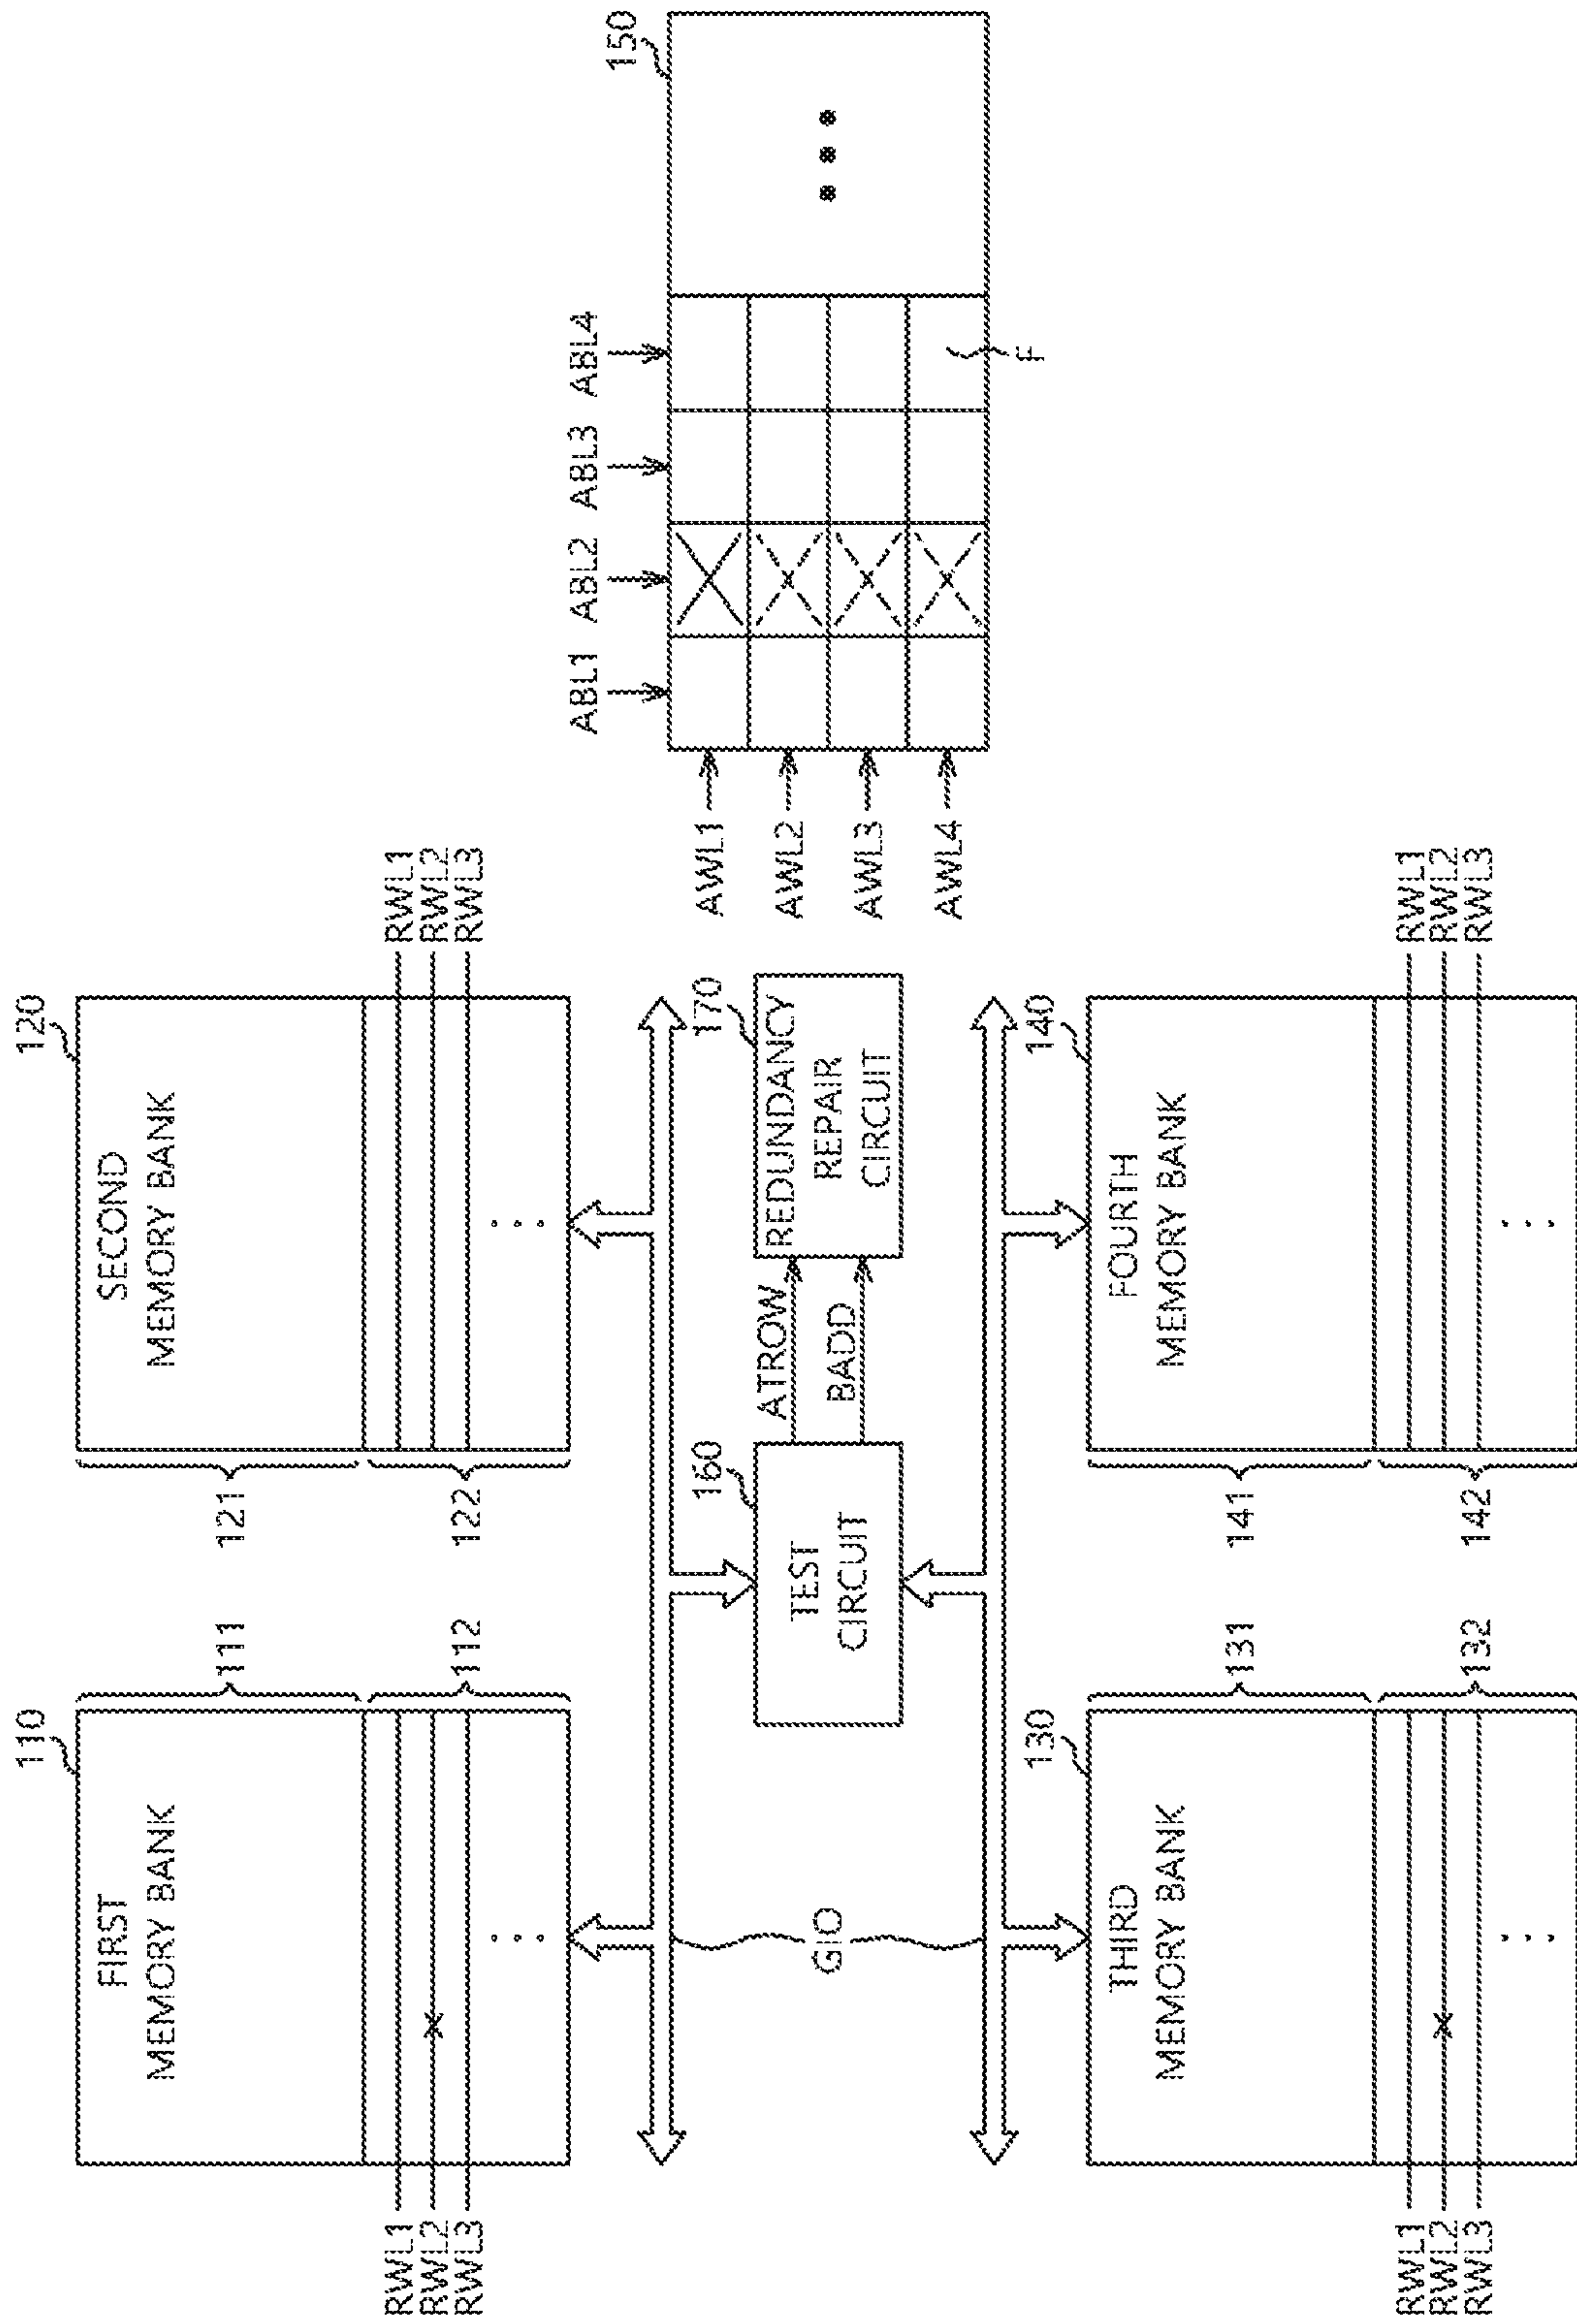 110
FIRST
MEMORY BANK
111
112
RWL1
RWL2
RWL3
120
SECOND
MEMORY BANK
121
122
RWL1
RWL2
RWL3
GIO
160
TEST
CIRCUIT
ATROW
BADD
170
REDUNDANCY
REPAIR
CIRCUIT
130
THIRD
MEMORY BANK
131
132
RWL1
RWL2
RWL3
140
FOURTH
MEMORY BANK
141
142
RWL1
RWL2
RWL3
150
ABL1 ABL2 ABL3 ABL4
AWL1
AWL2
AWL3
AWL4
F